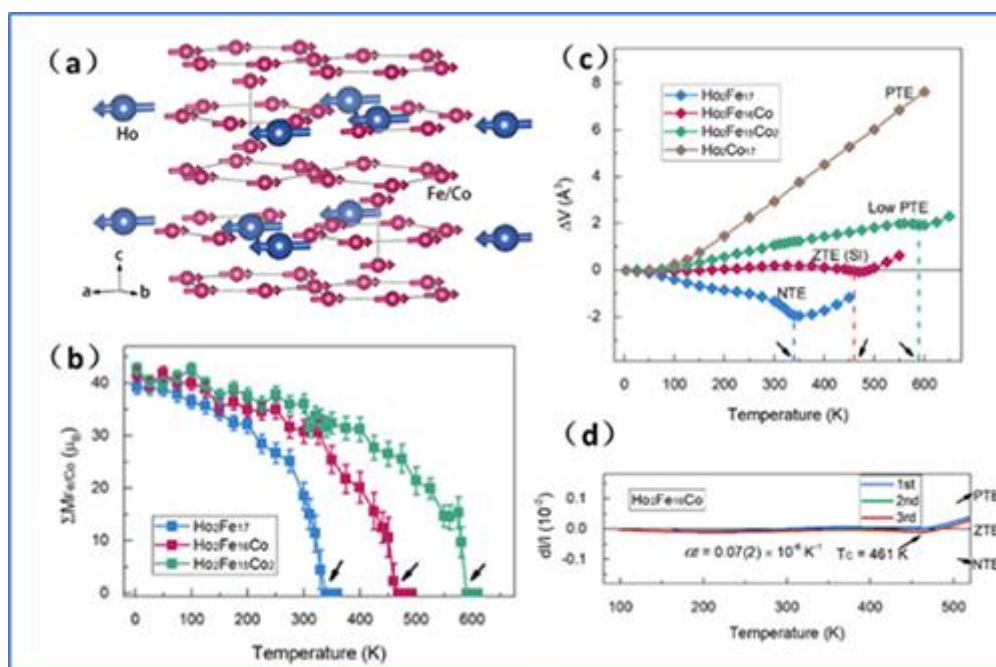 (a)
Ho
Fe/Co
c
a
b
(b)
ΣM_Fe/Co (μ_B)
40
30
20
10
0
Ho₂Fe₁₇
Ho₂Fe₁₆Co
Ho₂Fe₁₅Co₂
0 100 200 300 400 500 600
Temperature (K)
(c)
ΔV (Å³)
8
6
4
2
0
-2
Ho₂Fe₁₇
Ho₂Fe₁₆Co
Ho₂Fe₁₅Co₂
Ho₂Co₁₇
PTE
Low PTE
ZTE (SI)
NTE
0 100 200 300 400 500 600
Temperature (K)
(d)
dl/l (10⁻²)
0.1
0.0
-0.1
Ho₂Fe₁₆Co
1st
2nd
3rd
PTE
ZTE
NTE
αl = 0.07(2) × 10⁻⁶ K⁻¹
T_C = 461 K
100 200 300 400 500
Temperature (K)